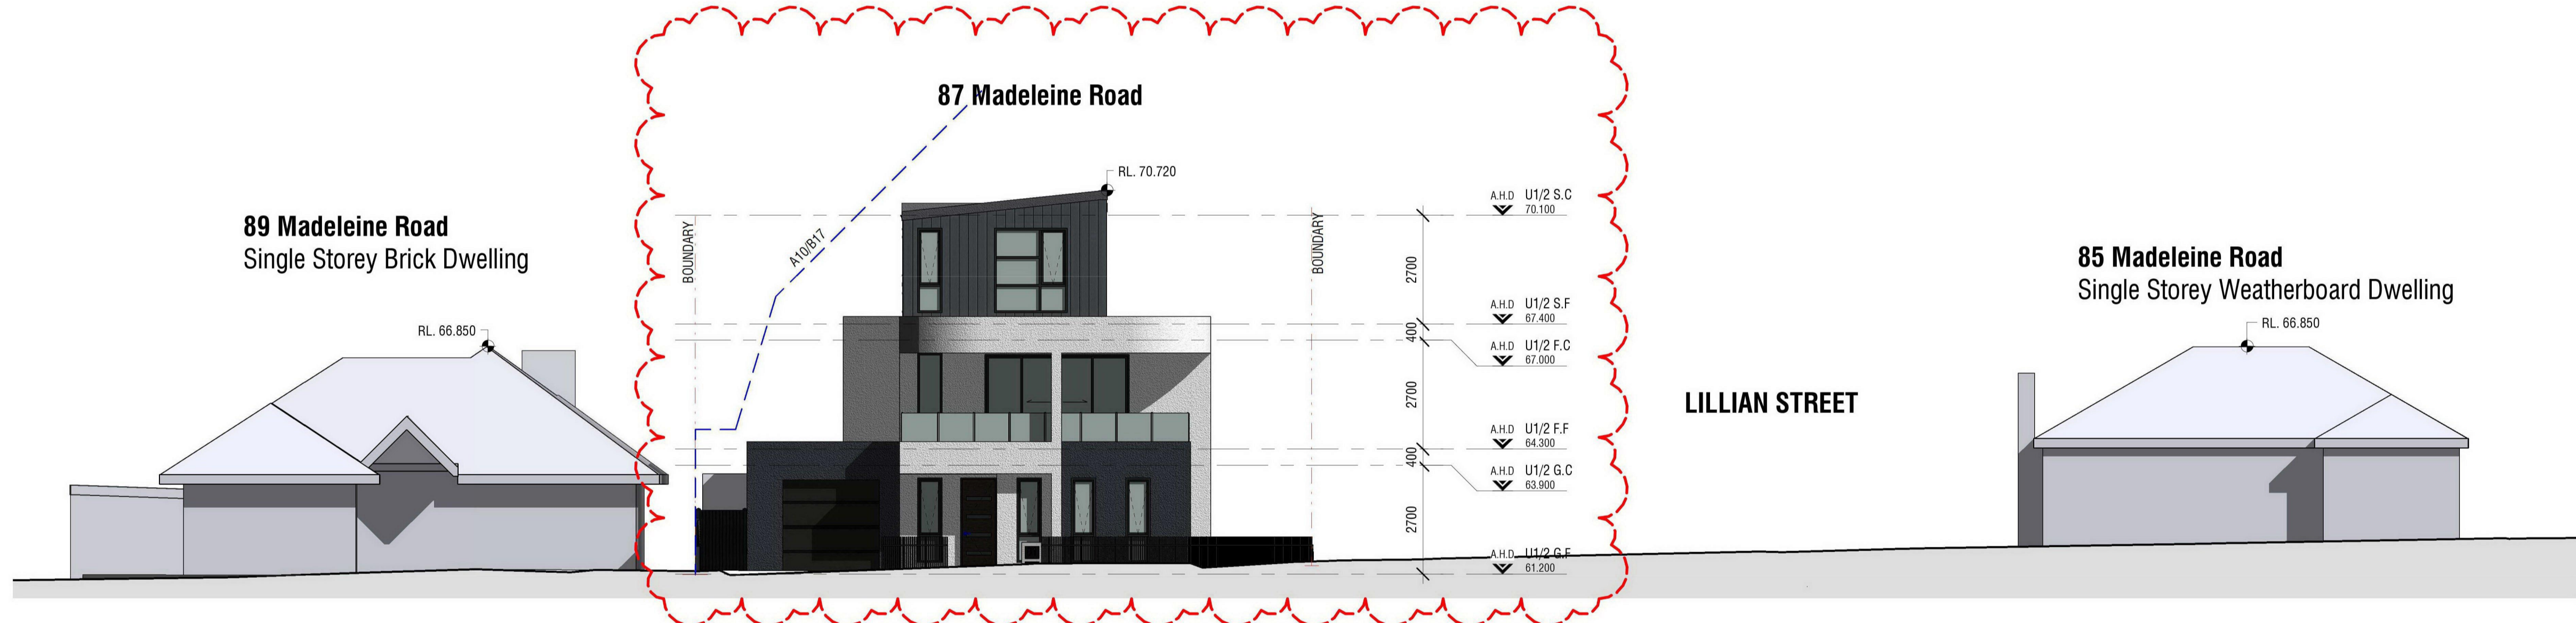 87 Madeleine Road
RL. 70.720
89 Madeleine Road
Single Storey Brick Dwelling
RL. 66.850
BOUNDARY
A10/B17
BOUNDARY
A.H.D U1/2 S.C
70.100
2700
A.H.D U1/2 S.F
67.400
400
A.H.D U1/2 F.C
67.000
2700
A.H.D U1/2 F.F
64.300
400
A.H.D U1/2 G.C
63.900
2700
A.H.D U1/2 G.F
61.200
LILLIAN STREET
85 Madeleine Road
Single Storey Weatherboard Dwelling
RL. 66.850